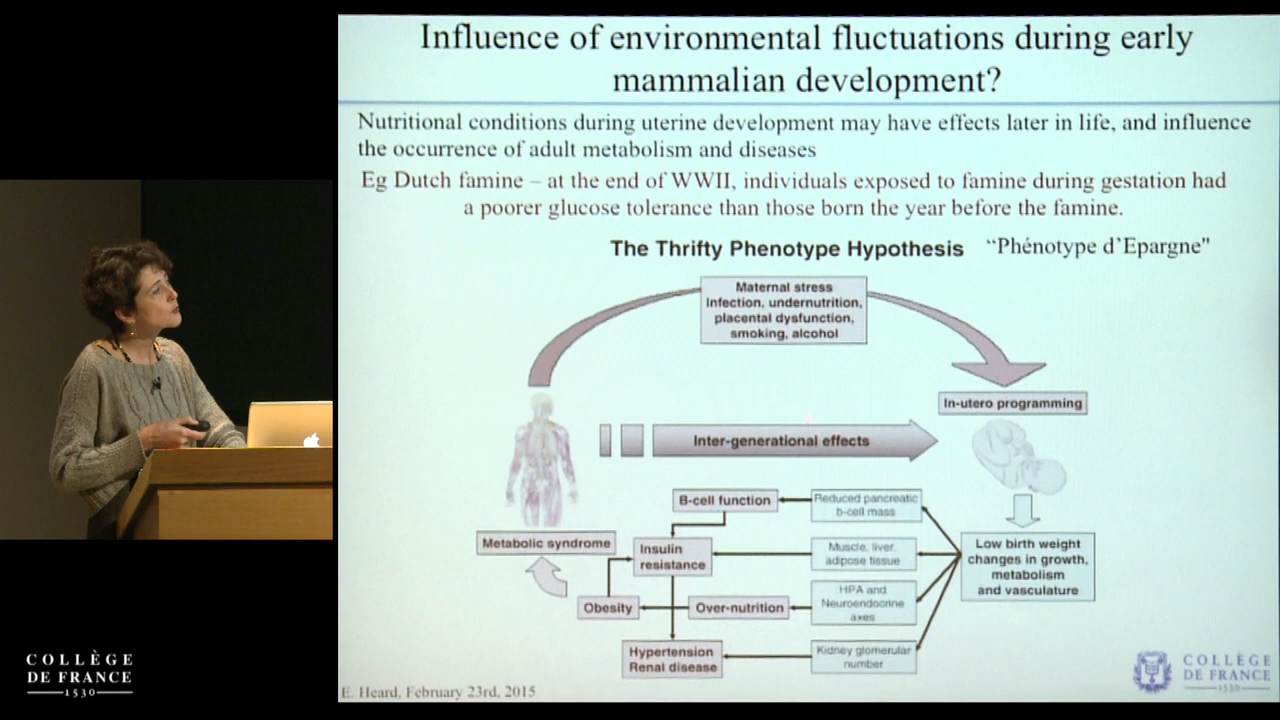 Influence of environmental fluctuations during early
mammalian development?
Nutritional conditions during uterine development may have effects later in life, and influence
the occurrence of adult metabolism and diseases
Eg Dutch famine – at the end of WWII, individuals exposed to famine during gestation had
a poorer glucose tolerance than those born the year before the famine.
The Thrifty Phenotype Hypothesis “Phénotype d’Epargne"
Maternal stress
Infection, undernutrition,
placental dysfunction,
smoking, alcohol
In-utero programming
Inter-generational effects
B-cell function
Reduced pancreatic
b-cell mass
Metabolic syndrome
Insulin
resistance
Muscle, liver,
adipose tissue
Low birth weight
changes in growth,
metabolism
and vasculature
Obesity
Over-nutrition
HPA and
Neuroendocrine
axes
Hypertension
Renal disease
Kidney glomerular
number
E. Heard, February 23rd, 2015
COLLÈGE
DE FRANCE
1530
COLLÈGE
DE FRANCE
1530